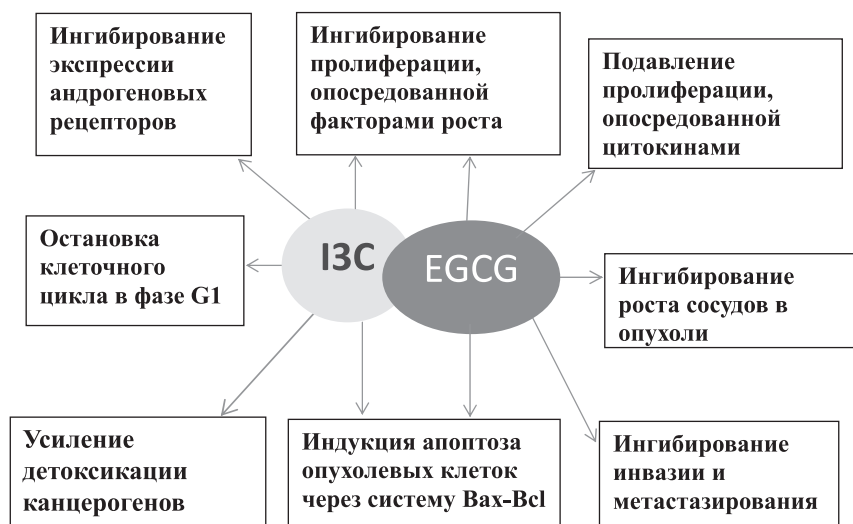 Ингибирование
экспрессии
андрогеновых
рецепторов
Ингибирование
пролиферации,
опосредованной
факторами роста
Подавление
пролиферации,
опосредованной
цитокинами
Остановка
клеточного
цикла в фазе G1
I3C
EGCG
Ингибирование
роста сосудов в
опухоли
Усиление
детоксикации
канцерогенов
Индукция апоптоза
опухолевых клеток
через систему Bax-Bcl
Ингибирование
инвазии и
метастазирования